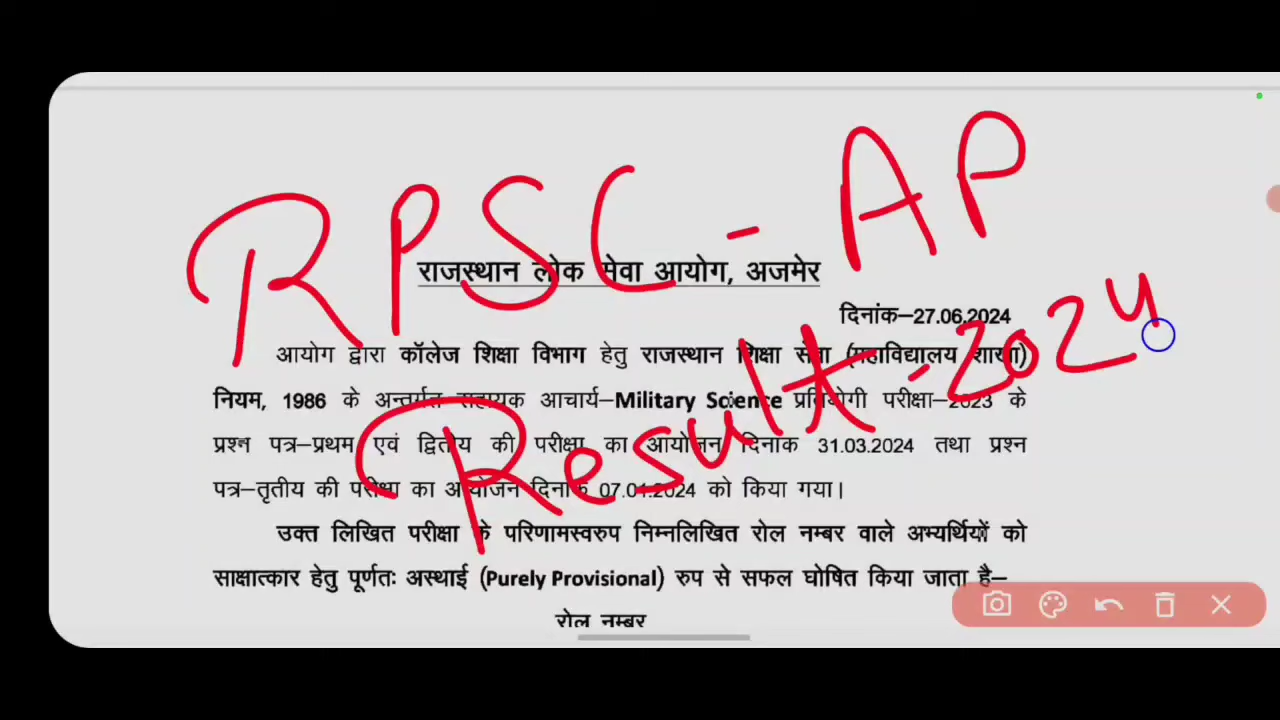 RPSC - AP
राजस्थान लोक सेवा आयोग, अजमेर
दिनांक–27.06.2024
Result - 2024
आयोग द्वारा कॉलेज शिक्षा विभाग हेतु राजस्थान शिक्षा सेवा (महाविद्यालय शाखा)
नियम, 1986 के अन्तर्गत सहायक आचार्य–Military Science प्रतियोगी परीक्षा–2023 के
प्रश्न पत्र–प्रथम एवं द्वितीय की परीक्षा का आयोजन दिनांक 31.03.2024 तथा प्रश्न
पत्र–तृतीय की परीक्षा का आयोजन दिनांक 07.04.2024 को किया गया।
उक्त लिखित परीक्षा के परिणामस्वरुप निम्नलिखित रोल नम्बर वाले अभ्यर्थियों को
साक्षात्कार हेतु पूर्णतः अस्थाई (Purely Provisional) रुप से सफल घोषित किया जाता है–
रोल नम्बर